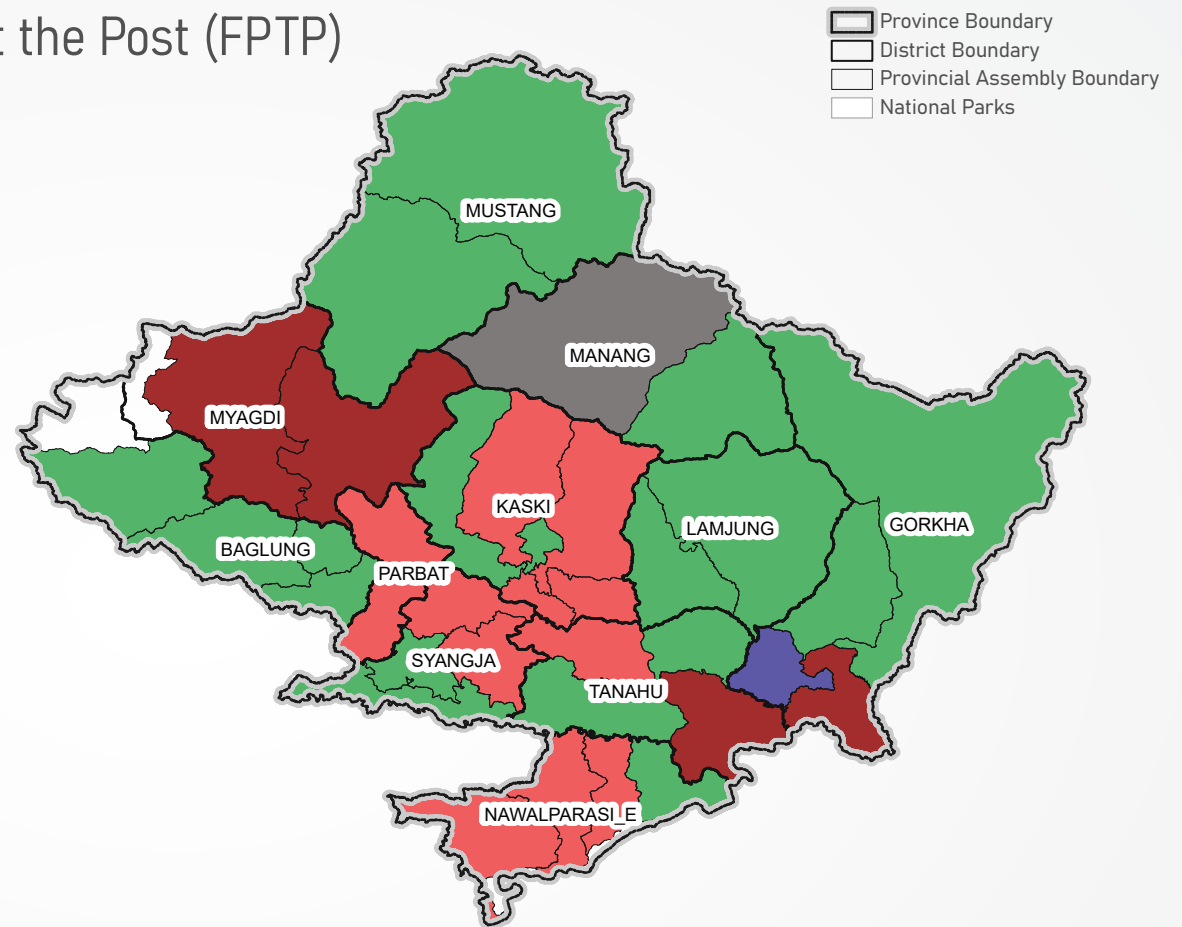 t the Post (FPTP)
Province Boundary
District Boundary
Provincial Assembly Boundary
National Parks
MUSTANG
MANANG
MYAGDI
KASKI
LAMJUNG
GORKHA
BAGLUNG
PARBAT
SYANGJA
TANAHU
NAWALPARASI_E